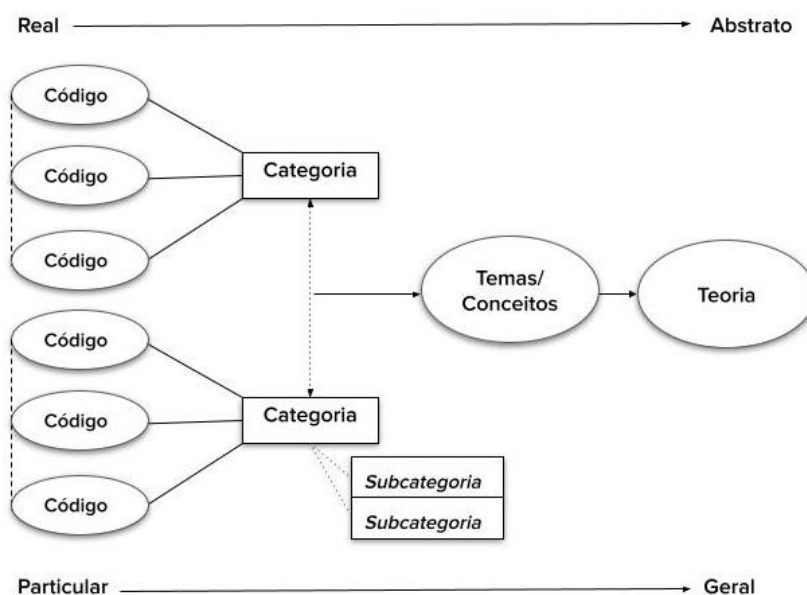 Real
Abstrato
Código
Código
Código
Categoria
Temas/
Conceitos
Teoria
Código
Código
Código
Categoria
Subcategoria
Subcategoria
Particular
Geral